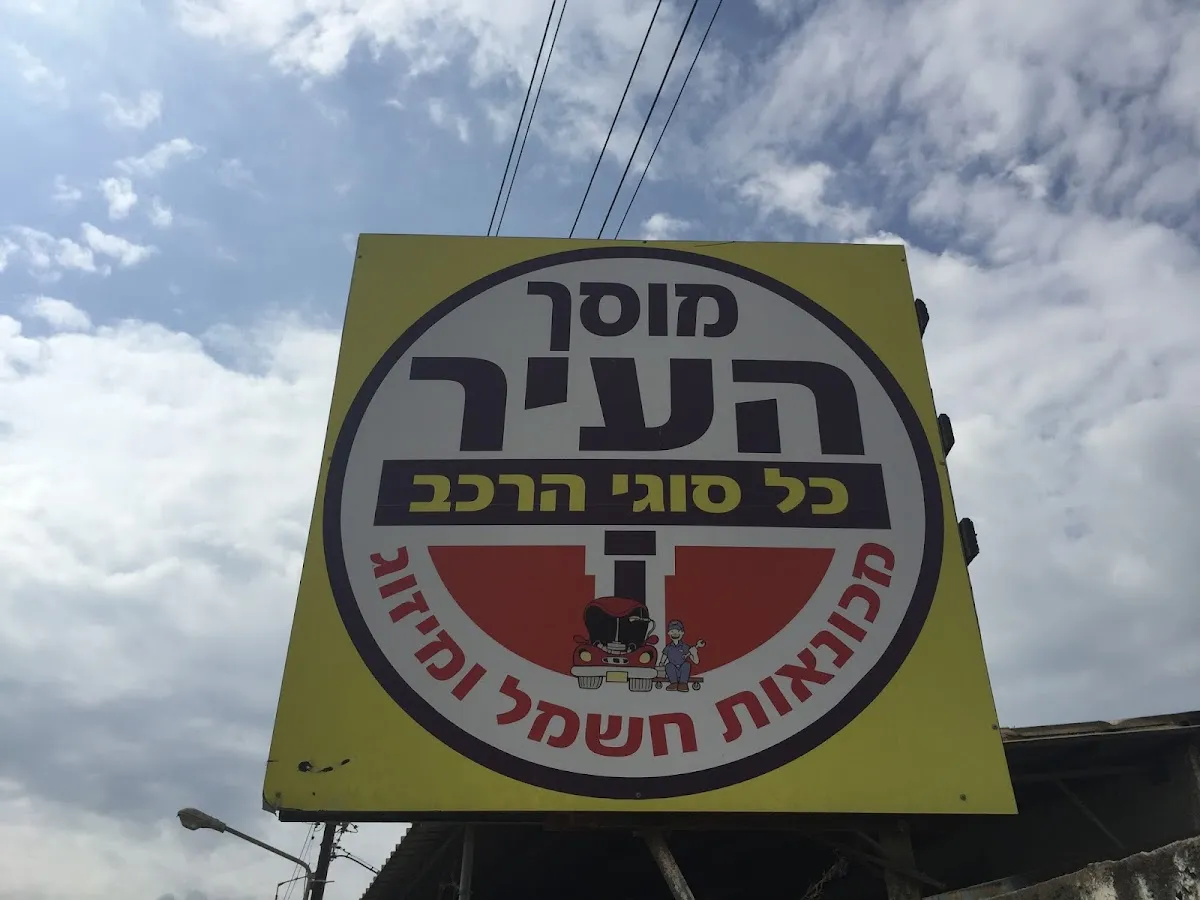 מוסך
העיר
כל סוגי הרכב
מכונאות חשמל ומיזוג